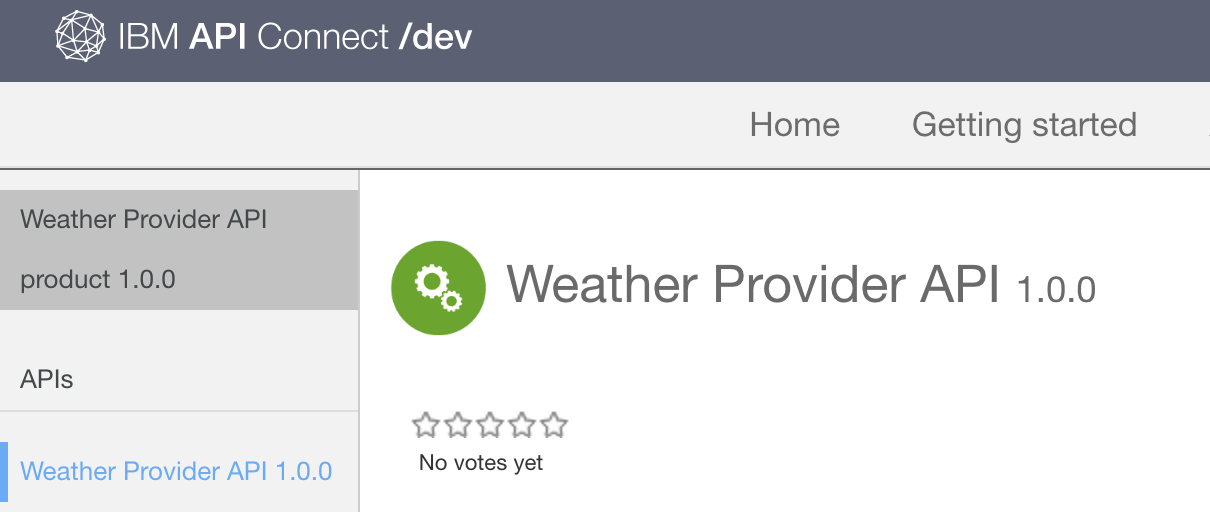 IBM API Connect /dev
Home Getting started
Weather Provider API
product 1.0.0
APIs
Weather Provider API 1.0.0
Weather Provider API 1.0.0
No votes yet